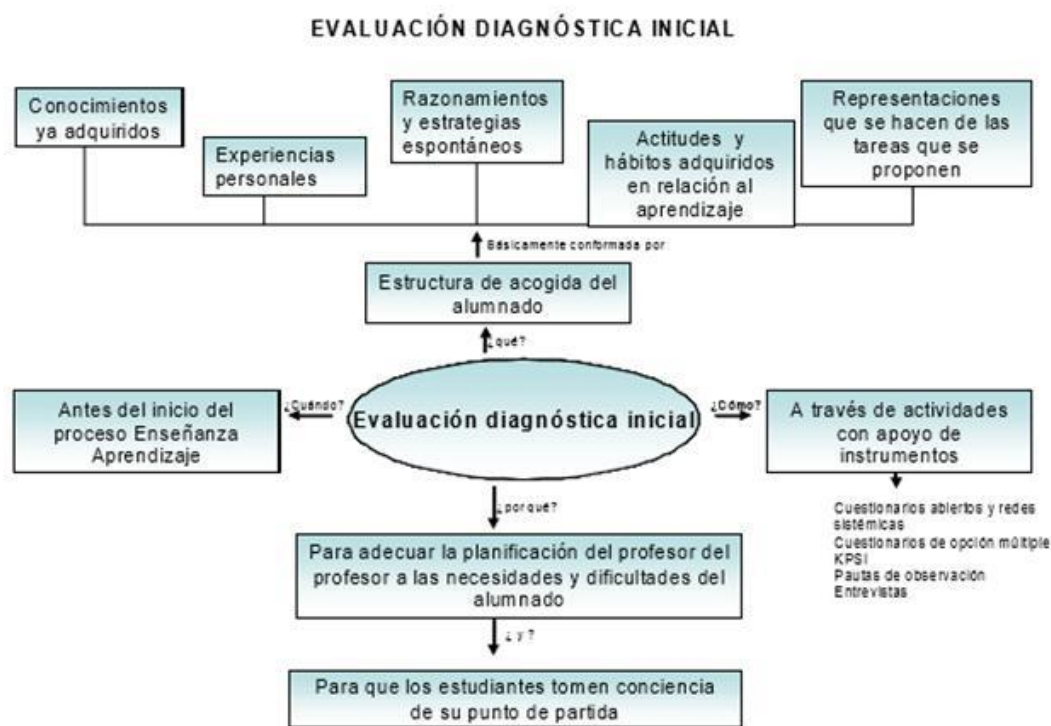 EVALUACIÓN DIAGNÓSTICA INICIAL
Conocimientos
ya adquiridos
Experiencias
personales
Razonamientos
y estrategias
espontáneos
Actitudes y
hábitos adquiridos
en relación al
aprendizaje
Representaciones
que se hacen de las
tareas que se
proponen
Básicamente conformada por
Estructura de acogida del
alumnado
¿qué?
¿Cuándo?
Antes del inicio del
proceso Enseñanza
Aprendizaje
Evaluación diagnóstica inicial
¿Cómo?
A través de actividades
con apoyo de
instrumentos
Cuestionarios abiertos y redes
sistémicas
Cuestionarios de opción múltiple
KPSI
Pautas de observación
Entrevistas
¿porqué?
Para adecuar la planificación del profesor del
profesor a las necesidades y dificultades del
alumnado
¿ y?
Para que los estudiantes tomen conciencia
de su punto de partida